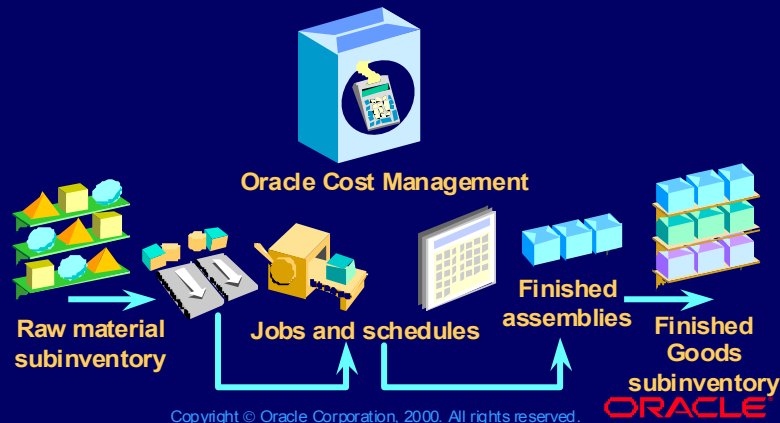 Oracle Cost Management
Raw material
subinventory
Jobs and schedules
Finished
assemblies
Finished
Goods
subinventory
Copyright © Oracle Corporation, 2000. All rights reserved.
ORACLE®